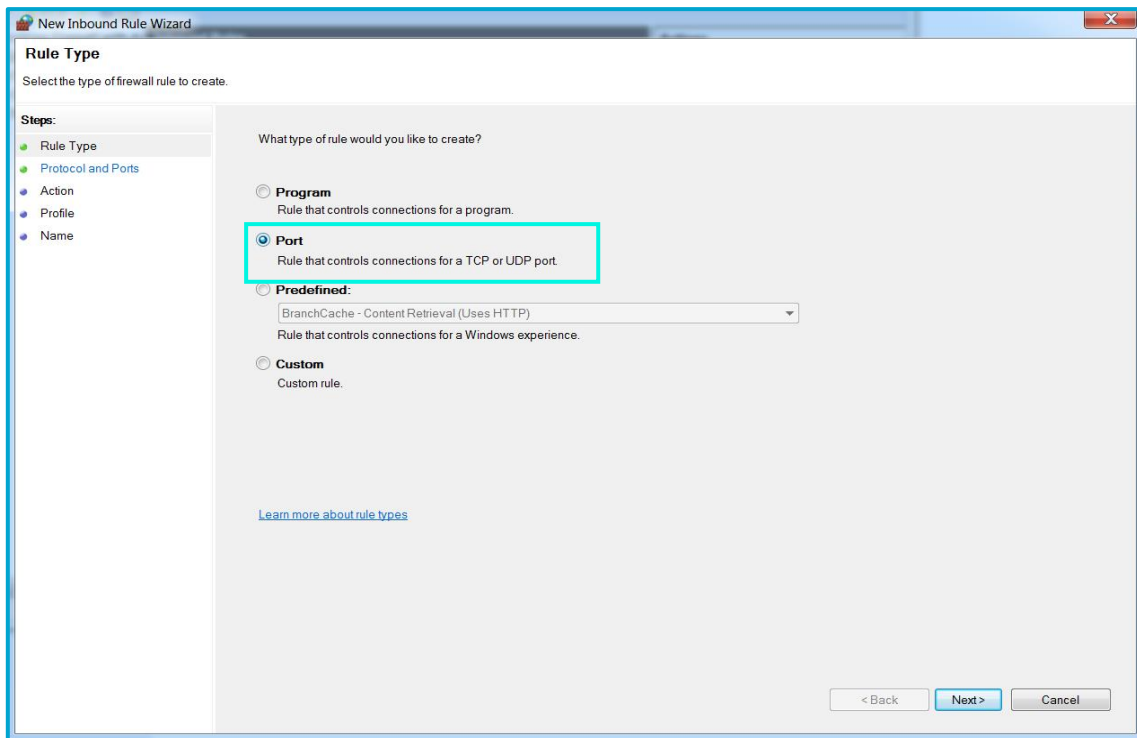 New Inbound Rule Wizard
Rule Type
Select the type of firewall rule to create.
Steps:
Rule Type
Protocol and Ports
Action
Profile
Name
What type of rule would you like to create?
Program
Rule that controls connections for a program.
Port
Rule that controls connections for a TCP or UDP port.
Predefined:
BranchCache - Content Retrieval (Uses HTTP)
Rule that controls connections for a Windows experience.
Custom
Custom rule.
Learn more about rule types
< Back Next > Cancel